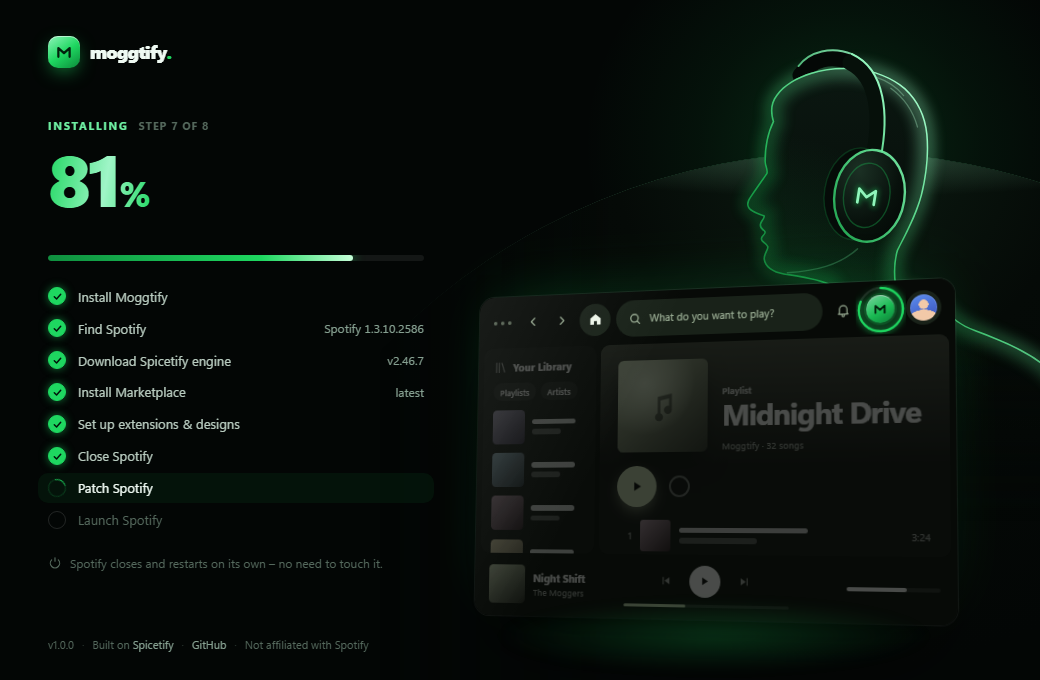 moggtify.
INSTALLING STEP 7 OF 8
81%
Install Moggtify
Find Spotify Spotify 1.3.10.2586
Download Spicetify engine v2.46.7
Install Marketplace latest
Set up extensions & designs
Close Spotify
Patch Spotify
Launch Spotify
Spotify closes and restarts on its own – no need to touch it.
v1.0.0 · Built on Spicetify · GitHub · Not affiliated with Spotify
M
What do you want to play?
M
Your Library
Playlists Artists
Playlist
Midnight Drive
Moggtify · 32 songs
1 3:24
Night Shift
The Moggers